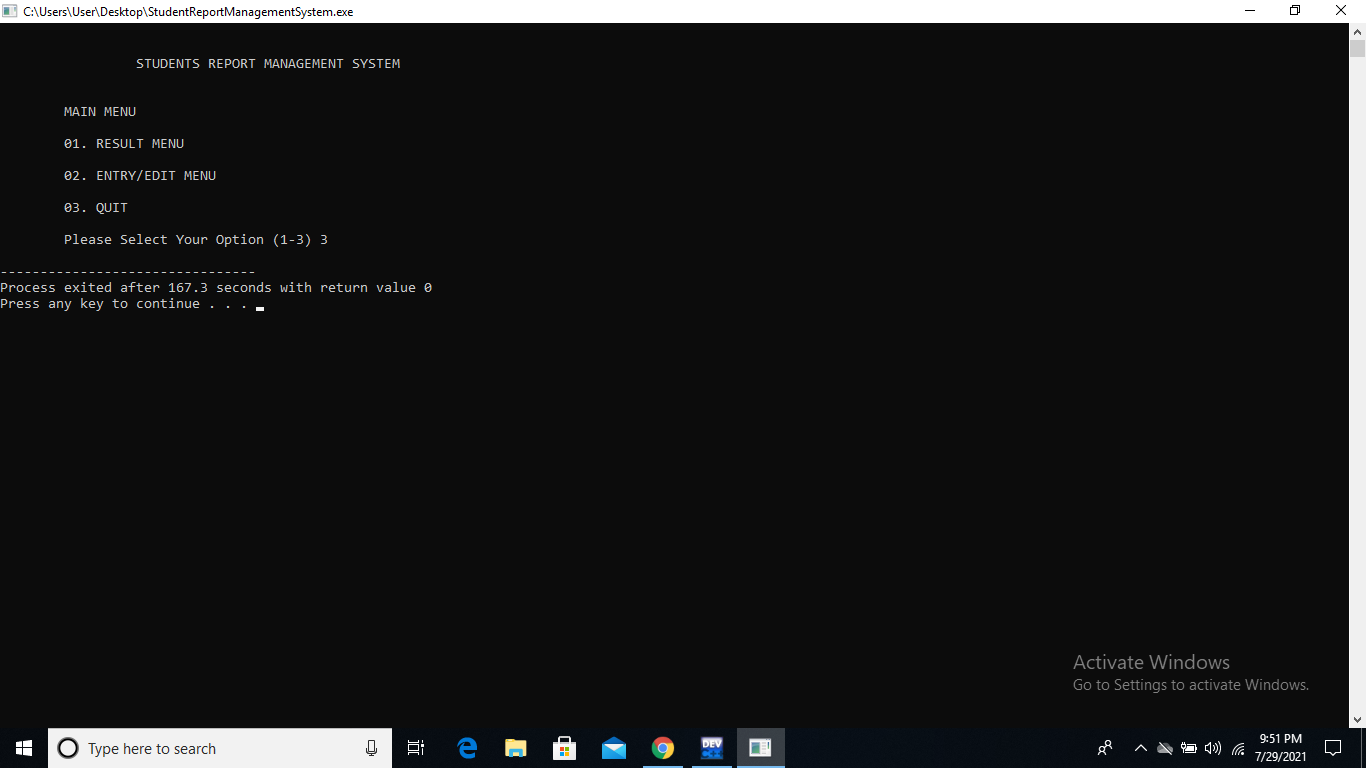 C:\Users\User\Desktop\StudentReportManagementSystem.exe
STUDENTS REPORT MANAGEMENT SYSTEM
MAIN MENU
01. RESULT MENU
02. ENTRY/EDIT MENU
03. QUIT
Please Select Your Option (1-3) 3
--------------------------------
Process exited after 167.3 seconds with return value 0
Press any key to continue . . .
Activate Windows
Go to Settings to activate Windows.
Type here to search
DEV
9:51 PM
7/29/2021